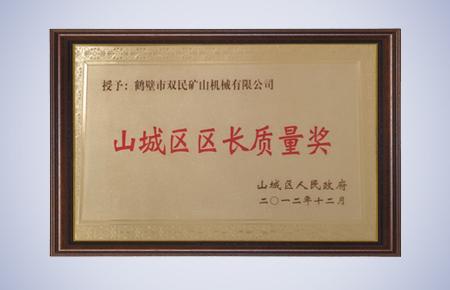 授予：鹤壁市双民矿山机械有限公司
山城区区长质量奖
山城区人民政府
二〇一二年十二月